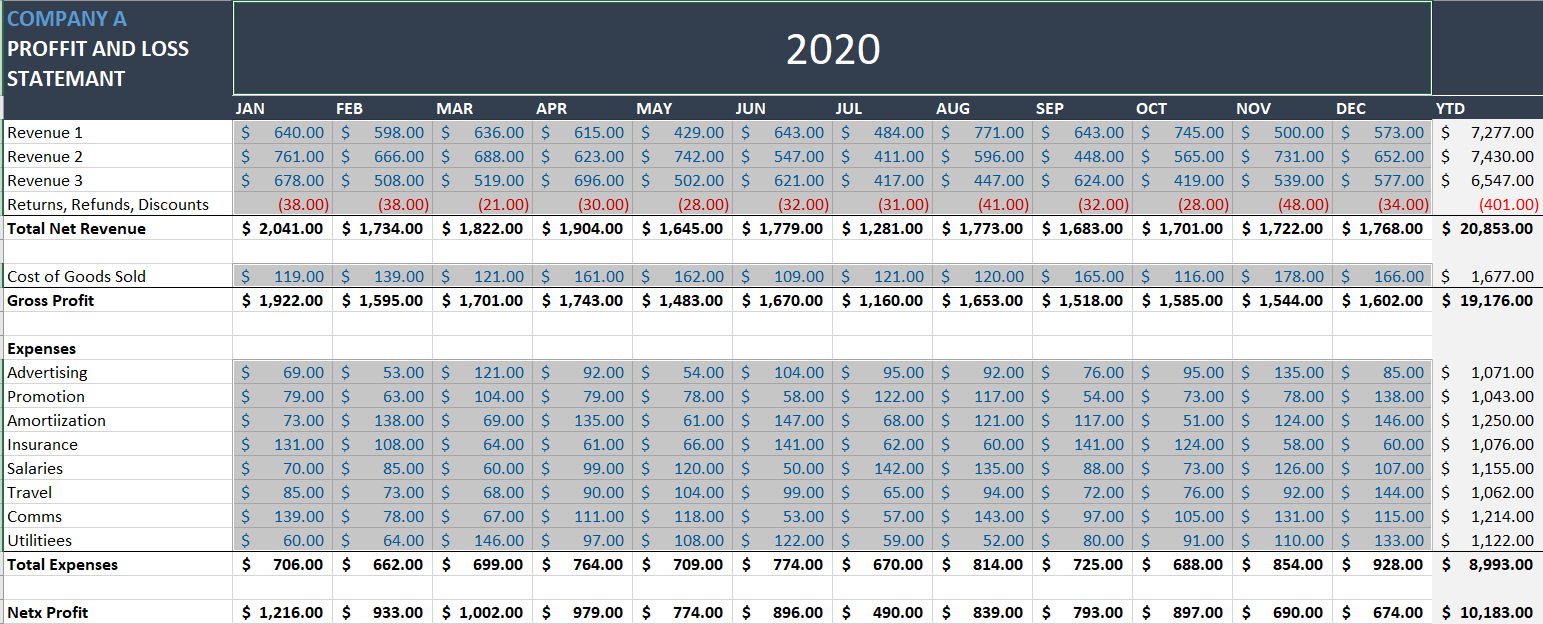 COMPANY A
PROFFIT AND LOSS
STATEMANT
2020
JAN FEB MAR APR MAY JUN JUL AUG SEP OCT NOV DEC YTD
Revenue 1 $ 640.00 $ 598.00 $ 636.00 $ 615.00 $ 429.00 $ 643.00 $ 484.00 $ 771.00 $ 643.00 $ 745.00 $ 500.00 $ 573.00 $ 7,277.00
Revenue 2 $ 761.00 $ 666.00 $ 688.00 $ 623.00 $ 742.00 $ 547.00 $ 411.00 $ 596.00 $ 448.00 $ 565.00 $ 731.00 $ 652.00 $ 7,430.00
Revenue 3 $ 678.00 $ 508.00 $ 519.00 $ 696.00 $ 502.00 $ 621.00 $ 417.00 $ 447.00 $ 624.00 $ 419.00 $ 539.00 $ 577.00 $ 6,547.00
Returns, Refunds, Discounts (38.00) (38.00) (21.00) (30.00) (28.00) (32.00) (31.00) (41.00) (32.00) (28.00) (48.00) (34.00) (401.00)
Total Net Revenue $ 2,041.00 $ 1,734.00 $ 1,822.00 $ 1,904.00 $ 1,645.00 $ 1,779.00 $ 1,281.00 $ 1,773.00 $ 1,683.00 $ 1,701.00 $ 1,722.00 $ 1,768.00 $ 20,853.00
Cost of Goods Sold $ 119.00 $ 139.00 $ 121.00 $ 161.00 $ 162.00 $ 109.00 $ 121.00 $ 120.00 $ 165.00 $ 116.00 $ 178.00 $ 166.00 $ 1,677.00
Gross Profit $ 1,922.00 $ 1,595.00 $ 1,701.00 $ 1,743.00 $ 1,483.00 $ 1,670.00 $ 1,160.00 $ 1,653.00 $ 1,518.00 $ 1,585.00 $ 1,544.00 $ 1,602.00 $ 19,176.00
Expenses
Advertising $ 69.00 $ 53.00 $ 121.00 $ 92.00 $ 54.00 $ 104.00 $ 95.00 $ 92.00 $ 76.00 $ 95.00 $ 135.00 $ 85.00 $ 1,071.00
Promotion $ 79.00 $ 63.00 $ 104.00 $ 79.00 $ 78.00 $ 58.00 $ 122.00 $ 117.00 $ 54.00 $ 73.00 $ 78.00 $ 138.00 $ 1,043.00
Amortiization $ 73.00 $ 138.00 $ 69.00 $ 135.00 $ 61.00 $ 147.00 $ 68.00 $ 121.00 $ 117.00 $ 51.00 $ 124.00 $ 146.00 $ 1,250.00
Insurance $ 131.00 $ 108.00 $ 64.00 $ 61.00 $ 66.00 $ 141.00 $ 62.00 $ 60.00 $ 141.00 $ 124.00 $ 58.00 $ 60.00 $ 1,076.00
Salaries $ 70.00 $ 85.00 $ 60.00 $ 99.00 $ 120.00 $ 50.00 $ 142.00 $ 135.00 $ 88.00 $ 73.00 $ 126.00 $ 107.00 $ 1,155.00
Travel $ 85.00 $ 73.00 $ 68.00 $ 90.00 $ 104.00 $ 99.00 $ 65.00 $ 94.00 $ 72.00 $ 76.00 $ 92.00 $ 144.00 $ 1,062.00
Comms $ 139.00 $ 78.00 $ 67.00 $ 111.00 $ 118.00 $ 53.00 $ 57.00 $ 143.00 $ 97.00 $ 105.00 $ 131.00 $ 115.00 $ 1,214.00
Utilitiees $ 60.00 $ 64.00 $ 146.00 $ 97.00 $ 108.00 $ 122.00 $ 59.00 $ 52.00 $ 80.00 $ 91.00 $ 110.00 $ 133.00 $ 1,122.00
Total Expenses $ 706.00 $ 662.00 $ 699.00 $ 764.00 $ 709.00 $ 774.00 $ 670.00 $ 814.00 $ 725.00 $ 688.00 $ 854.00 $ 928.00 $ 8,993.00
Netx Profit $ 1,216.00 $ 933.00 $ 1,002.00 $ 979.00 $ 774.00 $ 896.00 $ 490.00 $ 839.00 $ 793.00 $ 897.00 $ 690.00 $ 674.00 $ 10,183.00